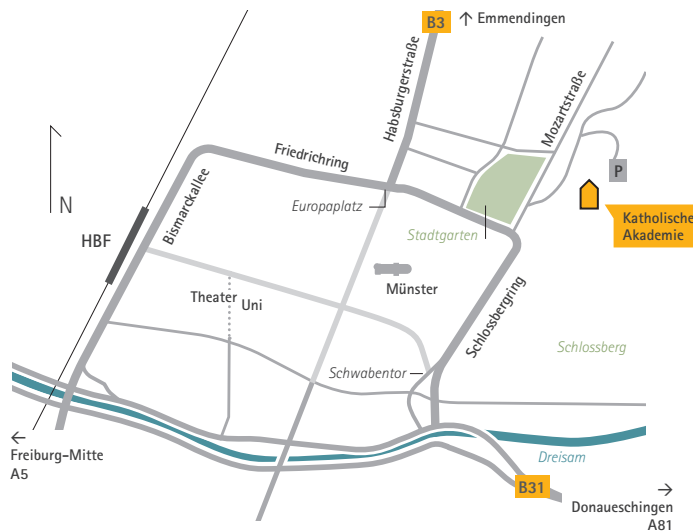 B3
↑ Emmendingen
Habsburgerstraße
Mozartstraße
Friedrichring
P
N
Bismarckallee
Europaplatz
Katholische
Akademie
HBF
Stadtgarten
Münster
Theater
Uni
Schlossbergring
Schlossberg
Schwabentor
←
Freiburg-Mitte
A5
Dreisam
B31
→
Donaueschingen
A81